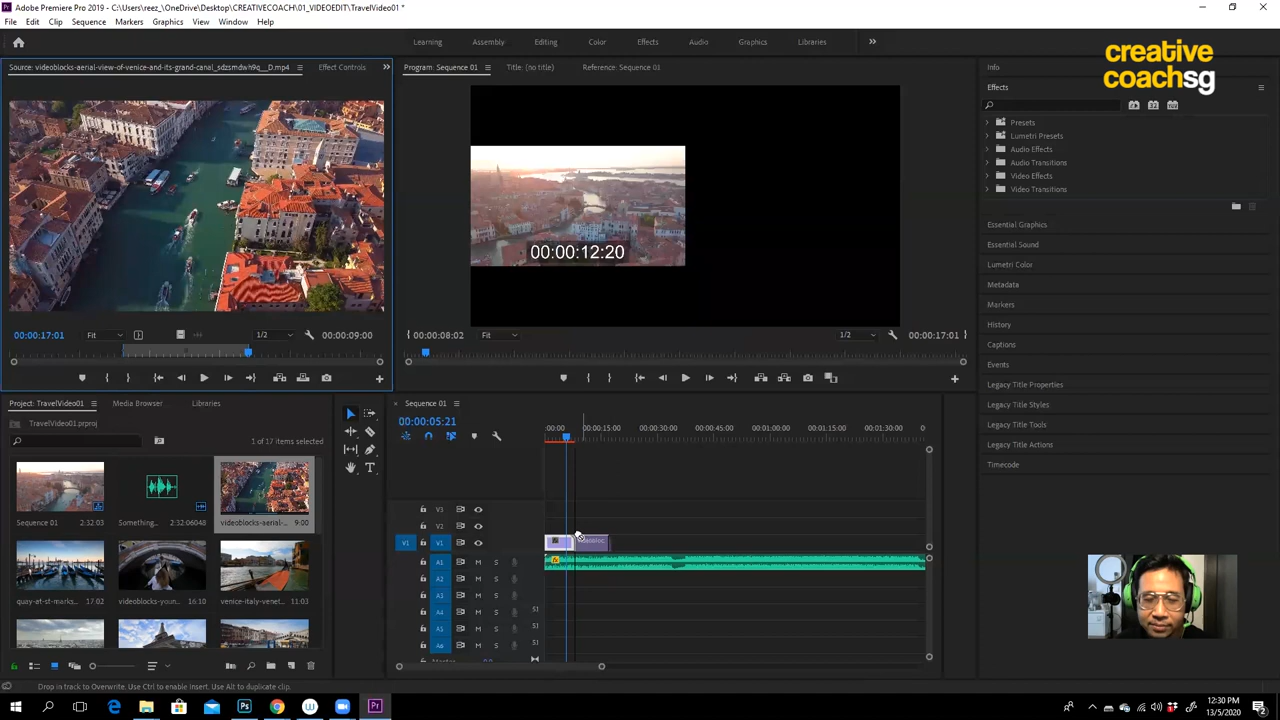 Adobe Premiere Pro 2019 - C:\Users\reez_\OneDrive\Desktop\CREATIVECOACH\01_VIDEOEDIT\TravelVideo01 *
File Edit Clip Sequence Markers Graphics View Window Help
Learning Assembly Editing Color Effects Audio Graphics Libraries
creative
coachsg
Source: videoblocks-aerial-view-of-venice-and-its-grand-canal_sdzsmdwh9q__D.mp4 Effect Controls
Program: Sequence 01 Title: (no title) Reference: Sequence 01
Info
Effects
Presets
Lumetri Presets
Audio Effects
Audio Transitions
Video Effects
Video Transitions
Essential Graphics
Essential Sound
Lumetri Color
Metadata
Markers
History
Captions
Events
Legacy Title Properties
Legacy Title Styles
Legacy Title Tools
Legacy Title Actions
Timecode
00:00:12:20
00:00:17:01 Fit 1/2 00:00:09:00
00:00:08:02 Fit 1/2 00:00:17:01
Project: TravelVideo01 Media Browser Libraries
TravelVideo01.prproj
1 of 17 items selected
Sequence 01 2:32:03
Something... 2:32:06048
videoblocks-aerial-... 9:00
quay-at-st-marks... 17:02
videoblocks-youn... 16:10
venice-italy-venet... 11:03
Sequence 01
00:00:05:21
:00:00 00:00:15:00 00:00:30:00 00:00:45:00 00:01:00:00 00:01:15:00 00:01:30:00 0
V3
V2
V1 V1
A1 M S
A2 M S
A3 M S
A4 M S
A5 M S
M S
S1
S1
S1
Drop in track to Overwrite. Use Ctrl to enable Insert. Use Alt to duplicate clip.
Ps
W
Pr
12:30 PM
13/5/2020
2